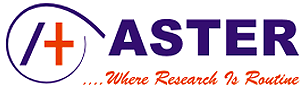 ASTER
....Where Research Is Routine